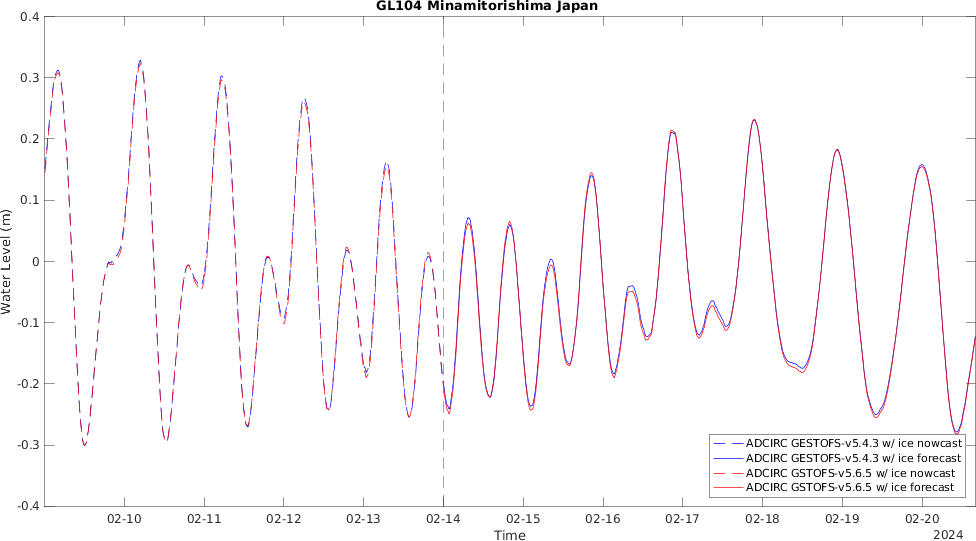 GL104 Minamitorishima Japan
0.4
0.3
0.2
0.1
0
-0.1
-0.2
-0.3
-0.4
Water Level (m)
02-10 02-11 02-12 02-13 02-14 02-15 02-16 02-17 02-18 02-19 02-20
Time
2024
ADCIRC GESTOFS-v5.4.3 w/ ice nowcast
ADCIRC GESTOFS-v5.4.3 w/ ice forecast
ADCIRC GSTOFS-v5.6.5 w/ ice nowcast
ADCIRC GSTOFS-v5.6.5 w/ ice forecast